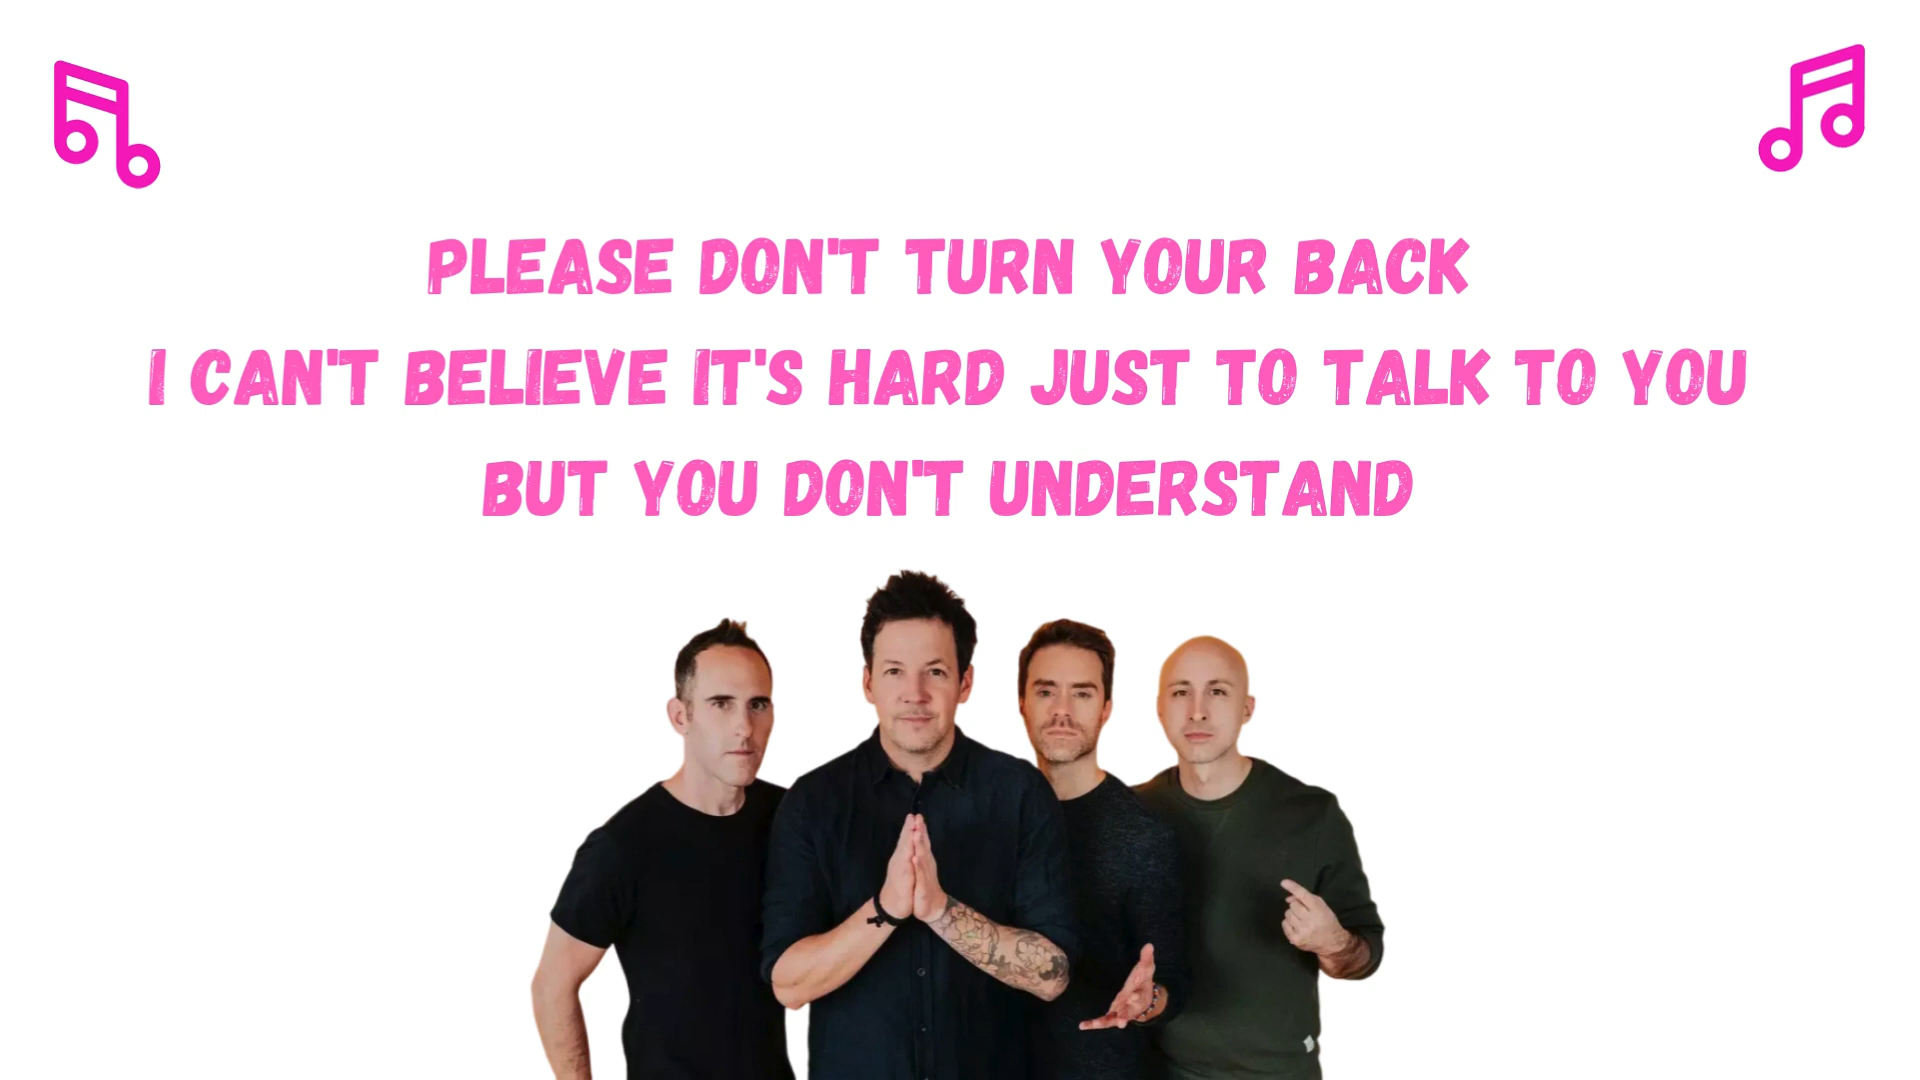 PLEASE DON'T TURN YOUR BACK
I CAN'T BELIEVE IT'S HARD JUST TO TALK TO YOU
BUT YOU DON'T UNDERSTAND